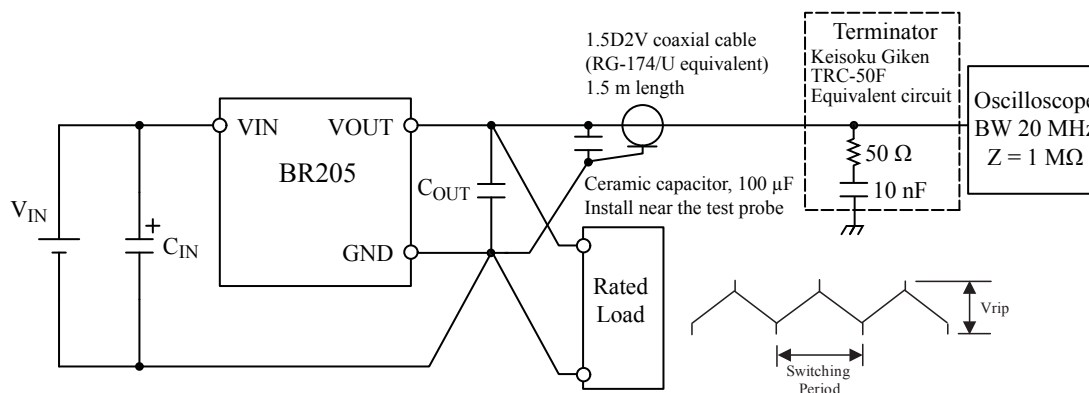 1.5D2V coaxial cable
(RG-174/U equivalent)
1.5 m length
Terminator
Keisoku Giken
TRC-50F
Equivalent circuit
Oscilloscope
BW 20 MHz
Z = 1 MΩ
VIN
VOUT
BR205
GND
VIN
+
CIN
COUT
Ceramic capacitor, 100 µF
Install near the test probe
50 Ω
10 nF
Rated
Load
Vrip
Switching
Period